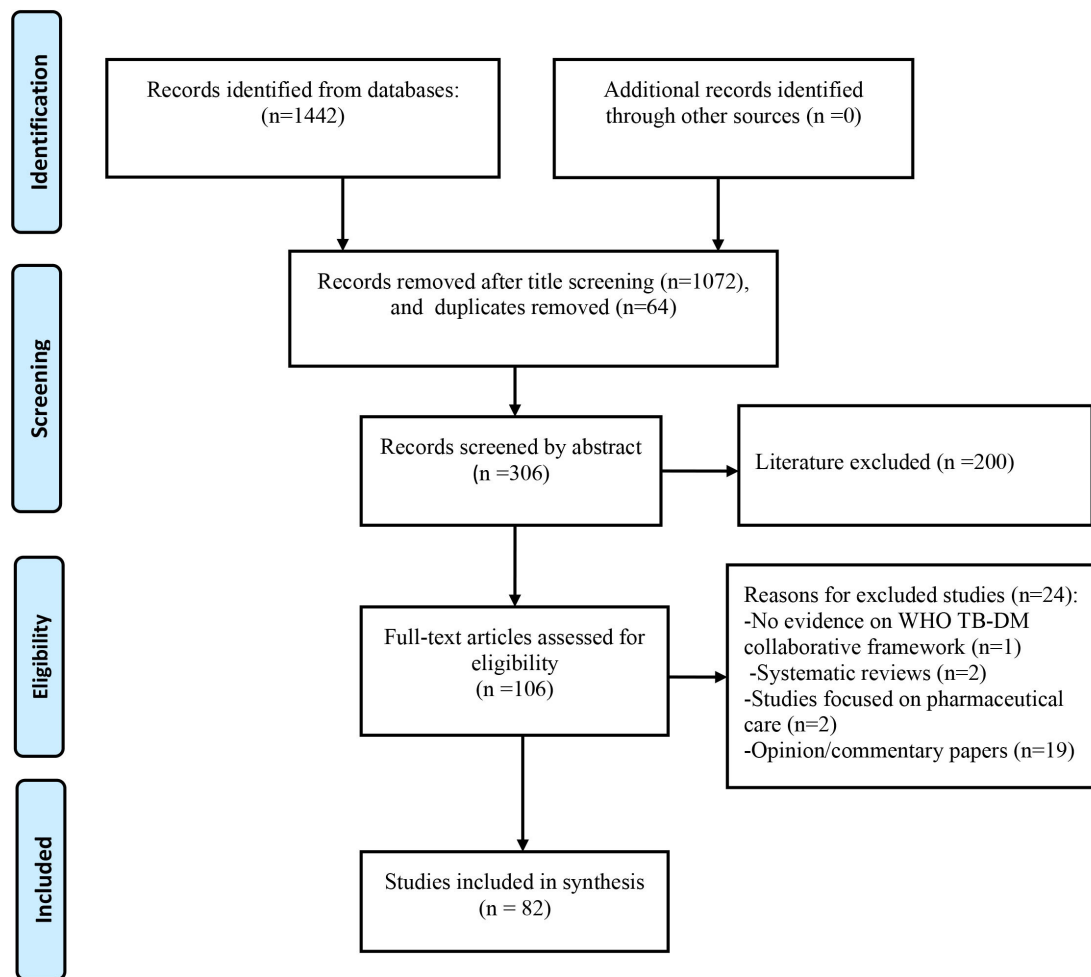 Identification
Records identified from databases:
(n=1442)
Additional records identified
through other sources (n =0)
Screening
Records removed after title screening (n=1072),
and duplicates removed (n=64)
Records screened by abstract
(n =306)
Literature excluded (n =200)
Eligibility
Full-text articles assessed for
eligibility
(n =106)
Reasons for excluded studies (n=24):
-No evidence on WHO TB-DM
collaborative framework (n=1)
-Systematic reviews (n=2)
-Studies focused on pharmaceutical
care (n=2)
-Opinion/commentary papers (n=19)
Included
Studies included in synthesis
(n = 82)